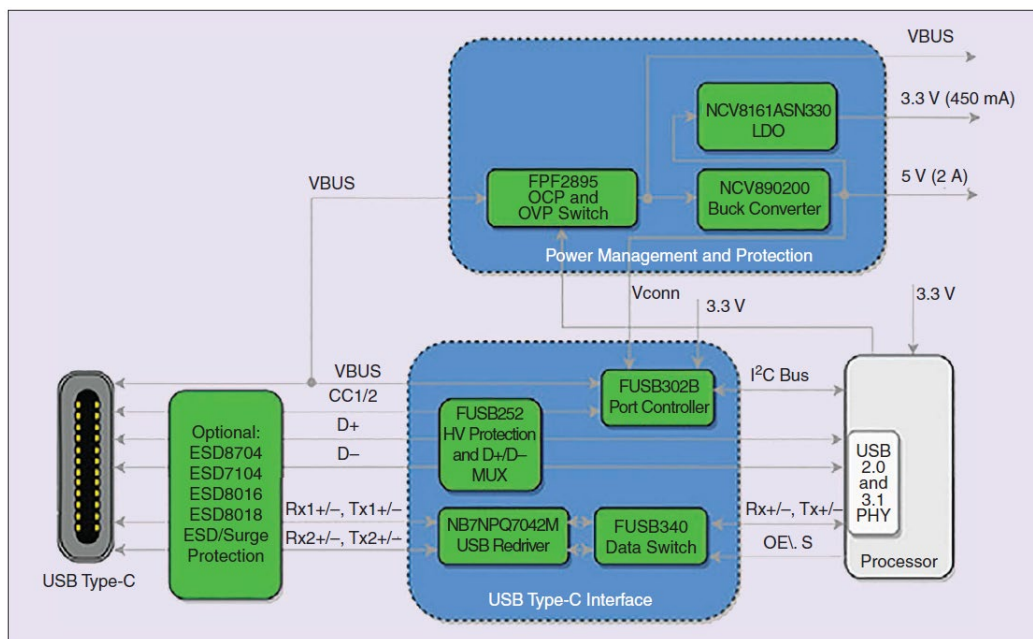 VBUS
NCV8161ASN330
LDO
3.3 V (450 mA)
VBUS
FPF2895
OCP and
OVP Switch
NCV890200
Buck Converter
5 V (2 A)
Power Management and Protection
Vconn
3.3 V
3.3 V
VBUS
CC1/2
D+
D–
FUSB302B
Port Controller
I²C Bus
FUSB252
HV Protection
and D+/D–
MUX
Optional:
ESD8704
ESD7104
ESD8016
ESD8018
ESD/Surge
Protection
USB
2.0
and
3.1
PHY
Rx1+/–, Tx1+/–
Rx2+/–, Tx2+/–
NB7NPQ7042M
USB Redriver
FUSB340
Data Switch
Rx+/–, Tx+/–
OE\. S
Processor
USB Type-C
USB Type-C Interface